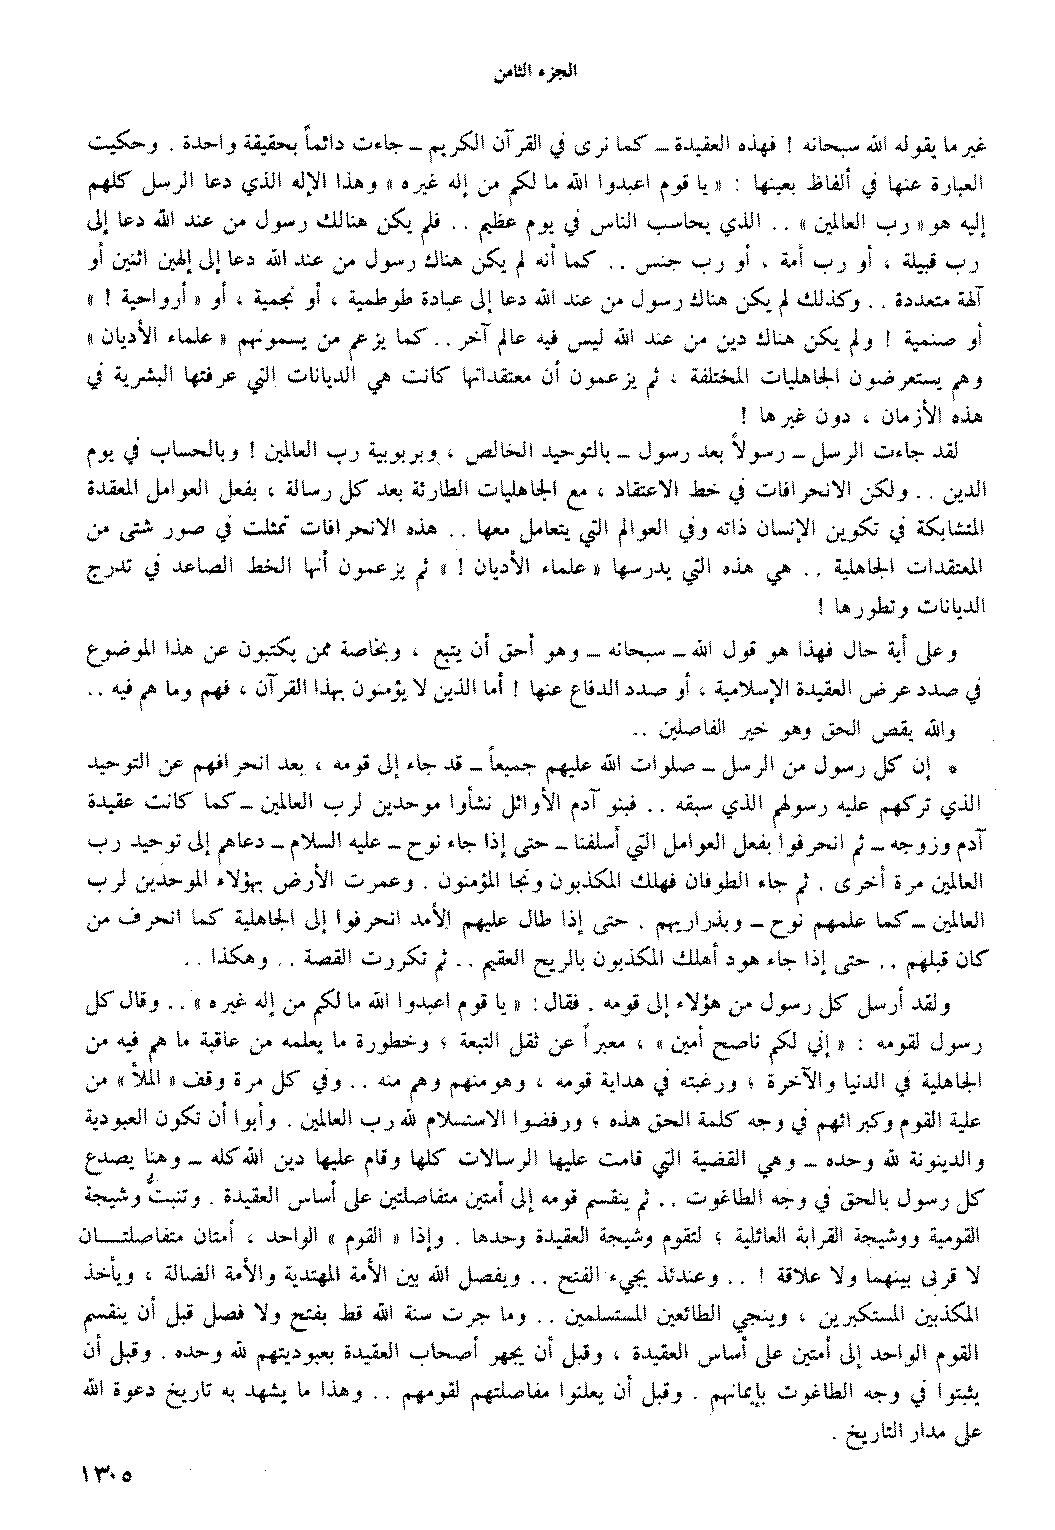 الجزء الثامن
غير ما يقوله الله سبحانه ! فهذه العقيدة ــ كما نرى في القرآن الكريم ــ جاءت دائماً بحقيقة واحدة . وحكيت
العبارة عنها في ألفاظ بعينها : « يا قوم اعبدوا الله ما لكم من إله غيره » وهذا الإله الذي دعا الرسل كلهم
إليه هو « رب العالمين » .. الذي يحاسب الناس في يوم عظيم .. فلم يكن هنالك رسول من عند الله دعا إلى
رب قبيلة ، أو رب أمة ، أو رب جنس .. كما أنه لم يكن هناك رسول من عند الله دعا إلى إلهين اثنين أو
آلهة متعددة .. وكذلك لم يكن هناك رسول من عند الله دعا إلى عبادة طوطمية ، أو نجمية ، أو « أرواحية ! »
أو صنمية ! ولم يكن هناك دين من عند الله ليس فيه عالم آخر .. كما يزعم من يسمونهم « علماء الأديان »
وهم يستعرضون الجاهليات المختلفة ، ثم يزعمون أن معتقداتها كانت هي الديانات التي عرفتها البشرية في
هذه الأزمان ، دون غيرها !
لقد جاءت الرسل ــ رسولاً بعد رسول ــ بالتوحيد الخالص ، وبربوبية رب العالمين ! وبالحساب في يوم
الدين .. ولكن الانحرافات في خط الاعتقاد ، مع الجاهليات الطارئة بعد كل رسالة ، بفعل العوامل المعقدة
المتشابكة في تكوين الإنسان ذاته وفي العوالم التي يتعامل معها .. هذه الانحرافات تمثلت في صور شتى من
المعتقدات الجاهلية .. هي هذه التي يدرسها « علماء الأديان ! » ثم يزعمون أنها الخط الصاعد في تدرج
الديانات وتطورها !
وعلى أية حال فهذا هو قول الله ــ سبحانه ــ وهو أحق أن يتبع ، وبخاصة ممن يكتبون عن هذا الموضوع
في صدد عرض العقيدة الإسلامية ، أو صدد الدفاع عنها ! أما الذين لا يؤمنون بهذا القرآن ، فهم وما هم فيه ..
والله يقص الحق وهو خير الفاصلين ..
* إن كل رسول من الرسل ــ صلوات الله عليهم جميعاً ــ قد جاء إلى قومه ، بعد انحرافهم عن التوحيد
الذي تركهم عليه رسولهم الذي سبقه .. فبنو آدم الأوائل نشأوا موحدين لرب العالمين ــ كما كانت عقيدة
آدم وزوجه ــ ثم انحرفوا بفعل العوامل التي أسلفنا ــ حتى إذا جاء نوح ــ عليه السلام ــ دعاهم إلى توحيد رب
العالمين مرة أخرى . ثم جاء الطوفان فهلك المكذبون ونجا المؤمنون . وعمرت الأرض بهؤلاء الموحدين لرب
العالمين ــ كما علمهم نوح ــ وبذراريهم . حتى إذا طال عليهم الأمد انحرفوا إلى الجاهلية كما انحرف من
كان قبلهم .. حتى إذا جاء هود أهلك المكذبون بالريح العقيم .. ثم تكررت القصة .. وهكذا ..
ولقد أرسل كل رسول من هؤلاء إلى قومه . فقال : « يا قوم اعبدوا الله ما لكم من إله غيره » .. وقال كل
رسول لقومه : « إني لكم ناصح أمين » ، معبراً عن ثقل التبعة ؛ وخطورة ما يعلمه من عاقبة ما هم فيه من
الجاهلية في الدنيا والآخرة ؛ ورغبته في هداية قومه ، وهو منهم وهم منه .. وفي كل مرة وقف « الملأ » من
علية القوم وكبرائهم في وجه كلمة الحق هذه ؛ ورفضوا الاستسلام لله رب العالمين . وأبوا أن تكون العبودية
والدينونة لله وحده ــ وهي القضية التي قامت عليها الرسالات كلها وقام عليها دين الله كله ــ وهنا يصدع
كل رسول بالحق في وجه الطاغوت .. ثم ينقسم قومه إلى أمتين متفاصلتين على أساس العقيدة . وتنبتُّ وشيجة
القومية ووشيجة القرابة العائلية ؛ لتقوم وشيجة العقيدة وحدها . وإذا « القوم » الواحد ، أمتان متفاصلتــان
لا قربى بينهما ولا علاقة ! .. وعندئذ يجيء الفتح .. ويفصل الله بين الأمة المهتدية والأمة الضالة ، ويأخذ
المكذبين المستكبرين ، وينجي الطائعين المستسلمين .. وما جرت سنة الله قط بفتح ولا فصل قبل أن ينقسم
القوم الواحد إلى أمتين على أساس العقيدة ، وقبل أن يجهر أصحاب العقيدة بعبوديتهم لله وحده . وقبل أن
يثبتوا في وجه الطاغوت بإيمانهم . وقبل أن يعلنوا مفاصلتهم لقومهم .. وهذا ما يشهد به تاريخ دعوة الله
على مدار التاريخ .
١٣٠٥